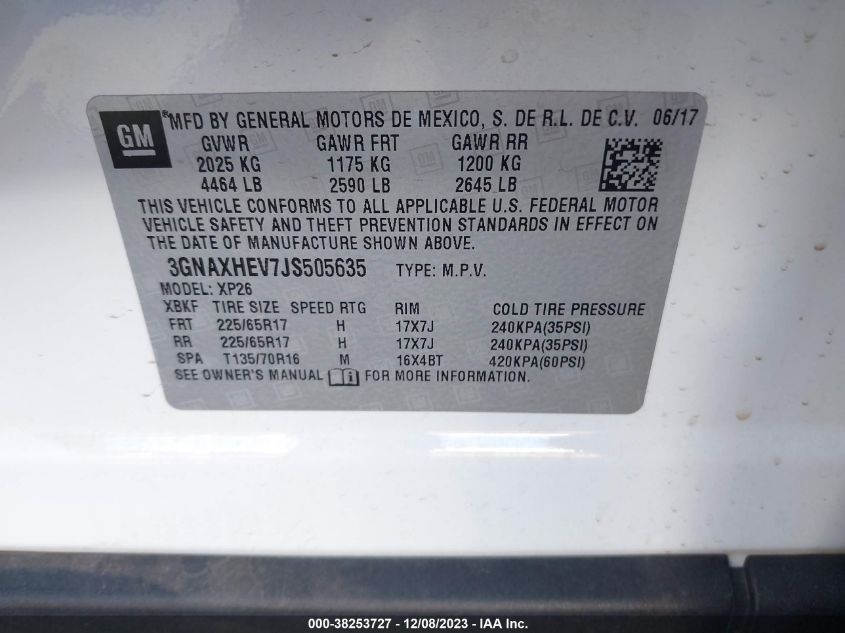 GM ® MFD BY GENERAL MOTORS DE MEXICO, S. DE R.L. DE C.V. 06/17
GVWR GAWR FRT GAWR RR
2025 KG 1175 KG 1200 KG
4464 LB 2590 LB 2645 LB
THIS VEHICLE CONFORMS TO ALL APPLICABLE U.S. FEDERAL MOTOR
VEHICLE SAFETY AND THEFT PREVENTION STANDARDS IN EFFECT ON
THE DATE OF MANUFACTURE SHOWN ABOVE.
3GNAXHEV7JS505635 TYPE: M.P.V.
MODEL: XP26
XBKF TIRE SIZE SPEED RTG RIM COLD TIRE PRESSURE
FRT 225/65R17 H 17X7J 240KPA(35PSI)
RR 225/65R17 H 17X7J 240KPA(35PSI)
SPA T135/70R16 M 16X4BT 420KPA(60PSI)
SEE OWNER'S MANUAL FOR MORE INFORMATION.
000-38253727 - 12/08/2023 - IAA Inc.